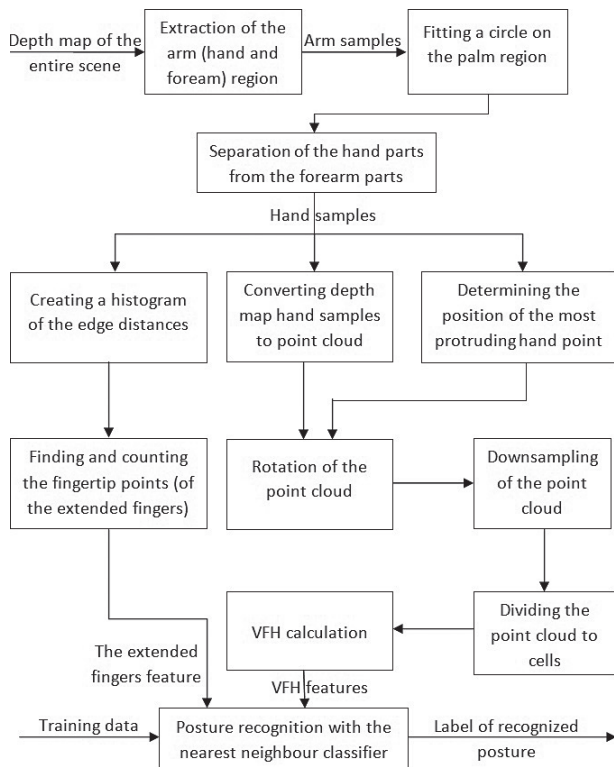 Depth map of the
entire scene
Extraction of the
arm (hand and
foream) region
Arm samples
Fitting a circle on
the palm region
Separation of the hand parts
from the forearm parts
Hand samples
Creating a histogram
of the edge distances
Converting depth
map hand samples
to point cloud
Determining the
position of the most
protruding hand point
Finding and counting
the fingertip points (of
the extended fingers)
Rotation of the
point cloud
Downsampling
of the point
cloud
VFH calculation
Dividing the
point cloud to
cells
The extended
fingers feature
VFH features
Training data
Posture recognition with the
nearest neighbour classifier
Label of recognized
posture